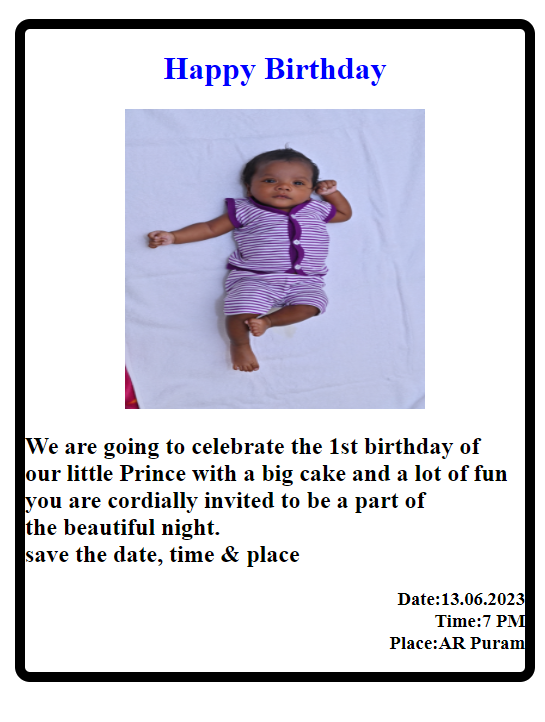 Happy Birthday
We are going to celebrate the 1st birthday of
our little Prince with a big cake and a lot of fun
you are cordially invited to be a part of
the beautiful night.
save the date, time & place
Date:13.06.2023
Time:7 PM
Place:AR Puram